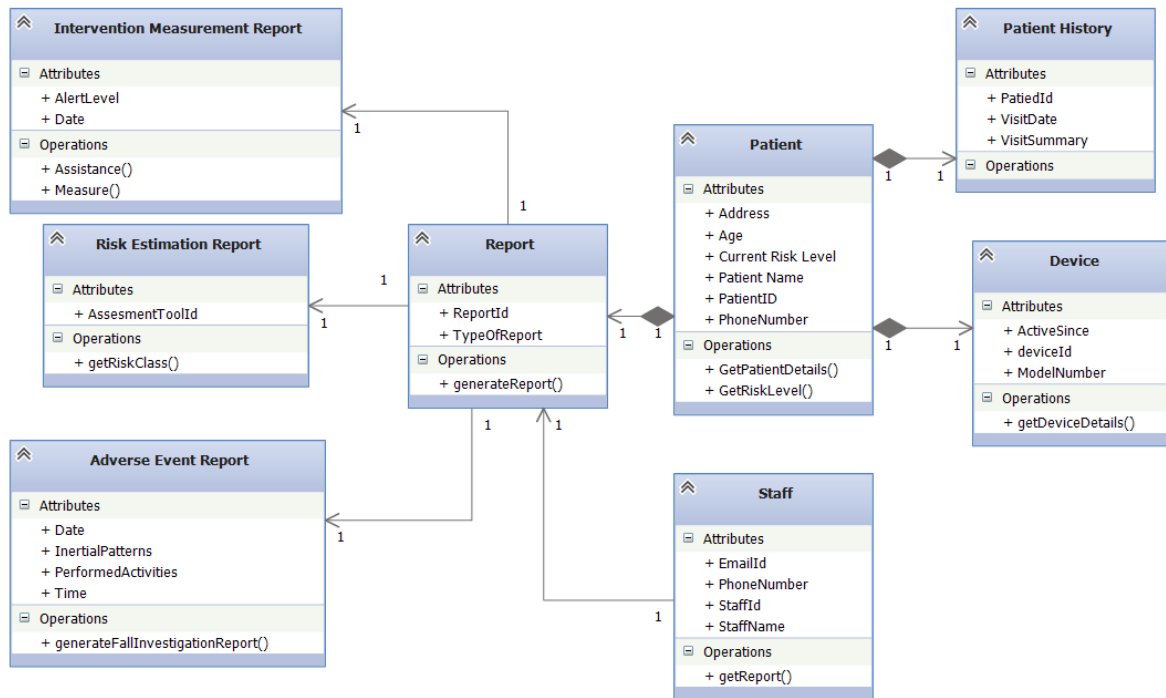 Intervention Measurement Report
Attributes
+ AlertLevel
+ Date
Operations
+ Assistance()
+ Measure()
1
1
Risk Estimation Report
Attributes
+ AssesmentToolId
Operations
+ getRiskClass()
1
1
Adverse Event Report
Attributes
+ Date
+ InertialPatterns
+ PerformedActivities
+ Time
Operations
+ generateFallInvestigationReport()
1
1
Report
Attributes
+ ReportId
+ TypeOfReport
Operations
+ generateReport()
1
1
Patient
Attributes
+ Address
+ Age
+ Current Risk Level
+ Patient Name
+ PatientID
+ PhoneNumber
Operations
+ GetPatientDetails()
+ GetRiskLevel()
1
1
Patient History
Attributes
+ PatiedId
+ VisitDate
+ VisitSummary
Operations
1
1
Device
Attributes
+ ActiveSince
+ deviceId
+ ModelNumber
Operations
+ getDeviceDetails()
1
1
Staff
Attributes
+ EmailId
+ PhoneNumber
+ StaffId
+ StaffName
Operations
+ getReport()